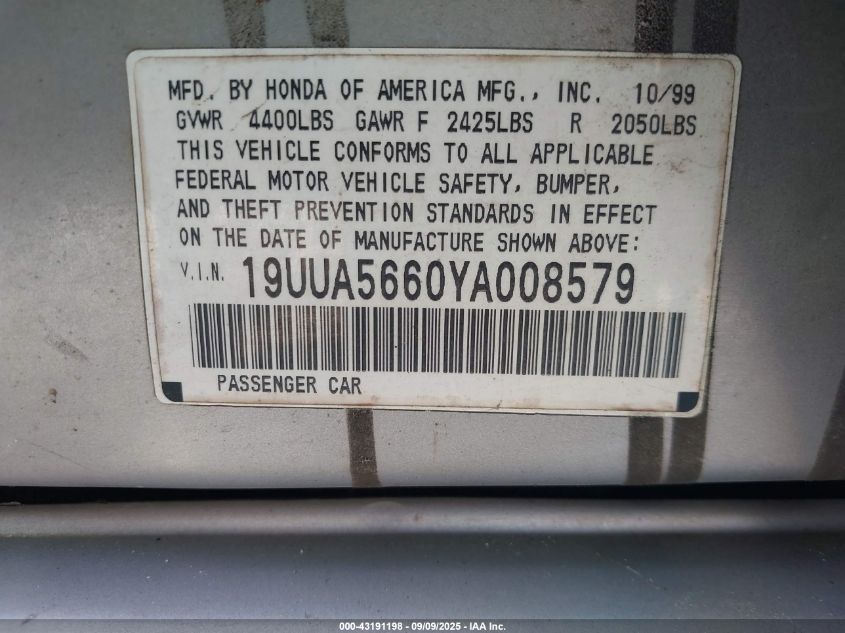 MFD. BY HONDA OF AMERICA MFG., INC. 10/99
GVWR 4400LBS GAWR F 2425LBS R 2050LBS
THIS VEHICLE CONFORMS TO ALL APPLICABLE
FEDERAL MOTOR VEHICLE SAFETY, BUMPER,
AND THEFT PREVENTION STANDARDS IN EFFECT
ON THE DATE OF MANUFACTURE SHOWN ABOVE:
V.I.N. 19UUA5660YA008579
PASSENGER CAR
000-43191198 - 09/09/2025 - IAA Inc.